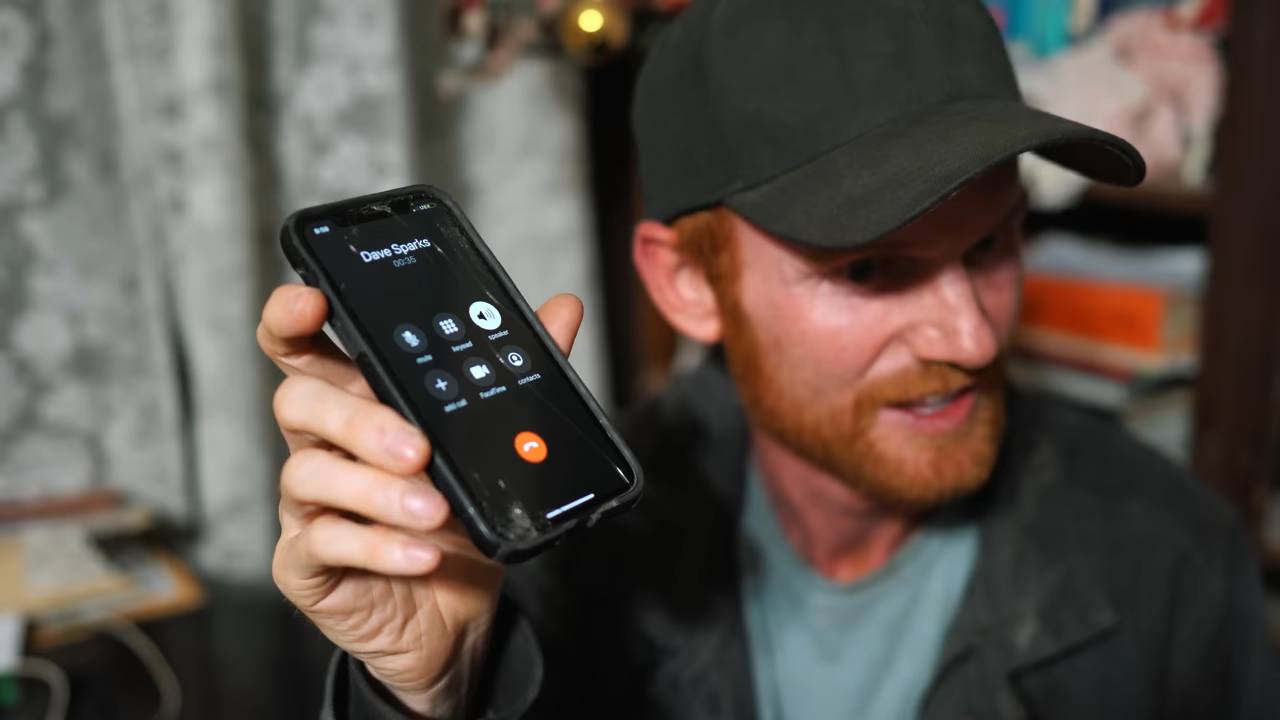 Dave Sparks
00:35
mute
keypad
speaker
add call
FaceTime
contacts